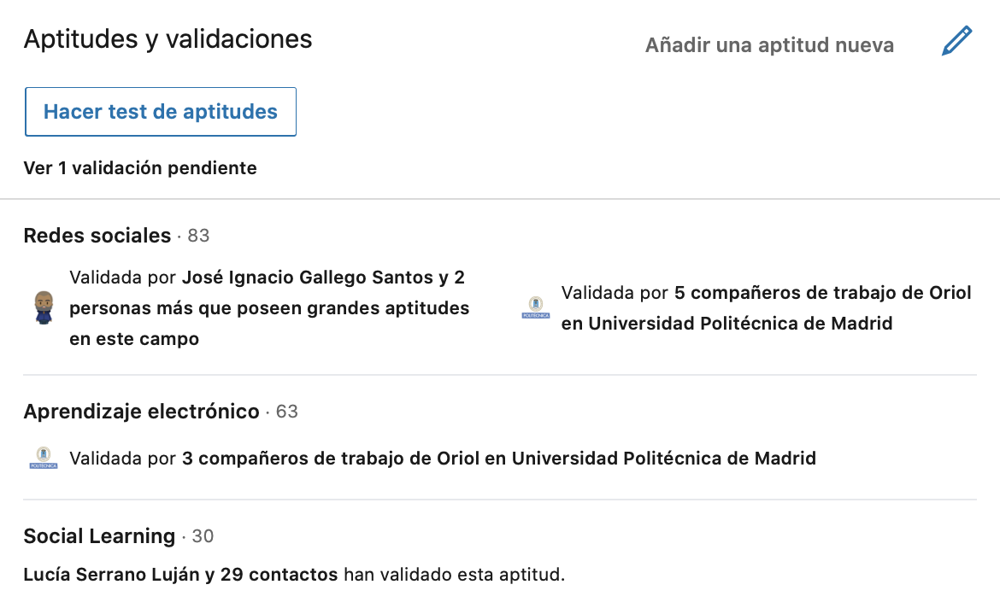 Aptitudes y validaciones
Añadir una aptitud nueva
Hacer test de aptitudes
Ver 1 validación pendiente
Redes sociales · 83
Validada por José Ignacio Gallego Santos y 2
personas más que poseen grandes aptitudes
en este campo
POLITÉCNICA
Validada por 5 compañeros de trabajo de Oriol
en Universidad Politécnica de Madrid
Aprendizaje electrónico · 63
POLITÉCNICA
Validada por 3 compañeros de trabajo de Oriol en Universidad Politécnica de Madrid
Social Learning · 30
Lucía Serrano Luján y 29 contactos han validado esta aptitud.